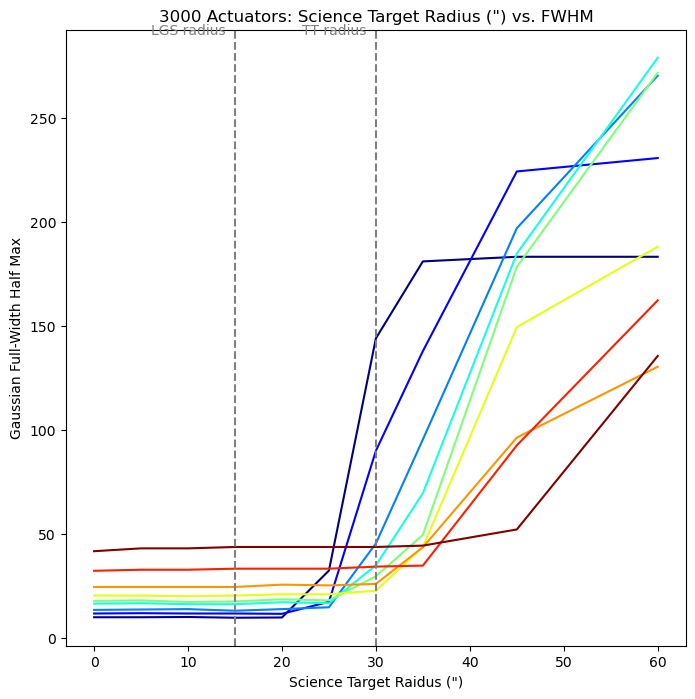 3000 Actuators: Science Target Radius (") vs. FWHM
LGS radius
TT radius
Gaussian Full-Width Half Max
250
200
150
100
50
0
0 10 20 30 40 50 60
Science Target Raidus (")